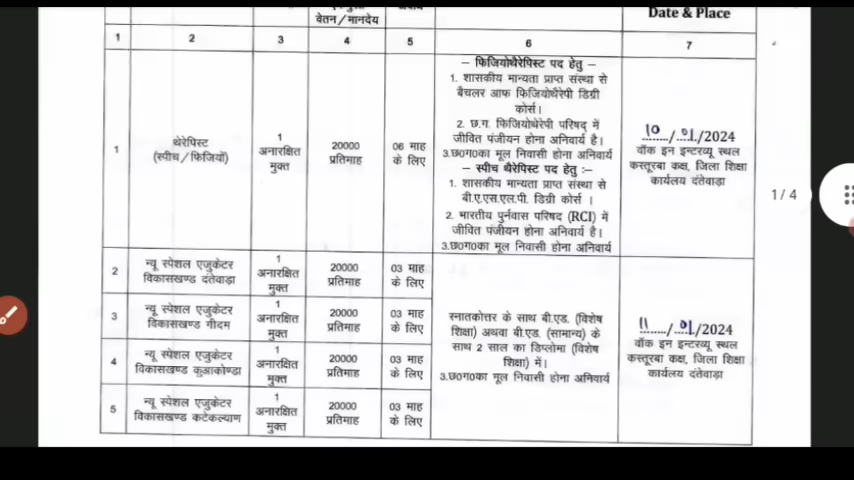 वेतन/मानदेय
Date & Place
1 2 3 4 5 6 7
1
थेरेपिस्ट
(स्पीच/फिजियों)
1
अनारक्षित
मुक्त
20000
प्रतिमाह
06 माह
के लिए
– फिजियोथैरेपिस्ट पद हेतु –
1. शासकीय मान्यता प्राप्त संस्था से
बैचलर आफ फिजियोथैरेपी डिग्री
कोर्स।
2. छ.ग. फिजियोथेरपी परिषद् में
जीवित पंजीयन होना अनिवार्य है।
3.छ0ग0का मूल निवासी होना अनिवार्य
– स्पीच थैरेपिस्ट पद हेतु :–
1. शासकीय मान्यता प्राप्त संस्था से
बी.ए.एस.एल.पी. डिग्री कोर्स ।
2. भारतीय पुर्नवास परिषद (RCI) में
जीवित पंजीयन होना अनिवार्य है।
3.छ0ग0का मूल निवासी होना अनिवार्य
10/01/2024
वॉक इन इन्टरव्यू स्थल
कस्तूरबा कक्ष, जिला शिक्षा
कार्यालय दंतेवाड़ा
1 / 4
2
न्यू स्पेशल एजुकेटर
विकासखण्ड दंतेवाड़ा
1
अनारक्षित
मुक्त
20000
प्रतिमाह
03 माह
के लिए
3
न्यू स्पेशल एजुकेटर
विकासखण्ड गीदम
1
अनारक्षित
मुक्त
20000
प्रतिमाह
03 माह
के लिए
4
न्यू स्पेशल एजुकेटर
विकासखण्ड कुआकोण्डा
1
अनारक्षित
मुक्त
20000
प्रतिमाह
03 माह
के लिए
5
न्यू स्पेशल एजुकेटर
विकासखण्ड कटेकल्याण
1
अनारक्षित
मुक्त
20000
प्रतिमाह
03 माह
के लिए
स्नातकोत्तर के साथ बी.एड. (विशेष
शिक्षा) अथवा बी.एड. (सामान्य) के
साथ 2 साल का डिप्लोमा (विशेष
शिक्षा) में।
3.छ0ग0का मूल निवासी होना अनिवार्य
11/01/2024
वॉक इन इन्टरव्यू स्थल
कस्तूरबा कक्ष, जिला शिक्षा
कार्यालय दंतेवाड़ा